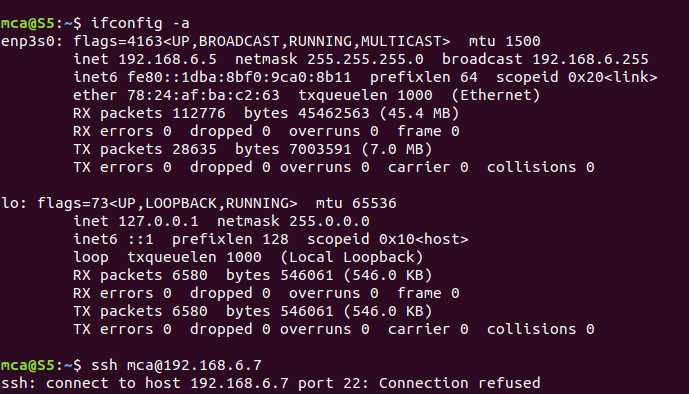 mca@S5:~$ ifconfig -a
enp3s0: flags=4163<UP,BROADCAST,RUNNING,MULTICAST>  mtu 1500
        inet 192.168.6.5  netmask 255.255.255.0  broadcast 192.168.6.255
        inet6 fe80::1dba:8bf0:9ca0:8b11  prefixlen 64  scopeid 0x20<link>
        ether 78:24:af:ba:c2:63  txqueuelen 1000  (Ethernet)
        RX packets 112776  bytes 45462563 (45.4 MB)
        RX errors 0  dropped 0  overruns 0  frame 0
        TX packets 28635  bytes 7003591 (7.0 MB)
        TX errors 0  dropped 0 overruns 0  carrier 0  collisions 0

lo: flags=73<UP,LOOPBACK,RUNNING>  mtu 65536
        inet 127.0.0.1  netmask 255.0.0.0
        inet6 ::1  prefixlen 128  scopeid 0x10<host>
        loop  txqueuelen 1000  (Local Loopback)
        RX packets 6580  bytes 546061 (546.0 KB)
        RX errors 0  dropped 0  overruns 0  frame 0
        TX packets 6580  bytes 546061 (546.0 KB)
        TX errors 0  dropped 0 overruns 0  carrier 0  collisions 0

mca@S5:~$ ssh mca@192.168.6.7
ssh: connect to host 192.168.6.7 port 22: Connection refused